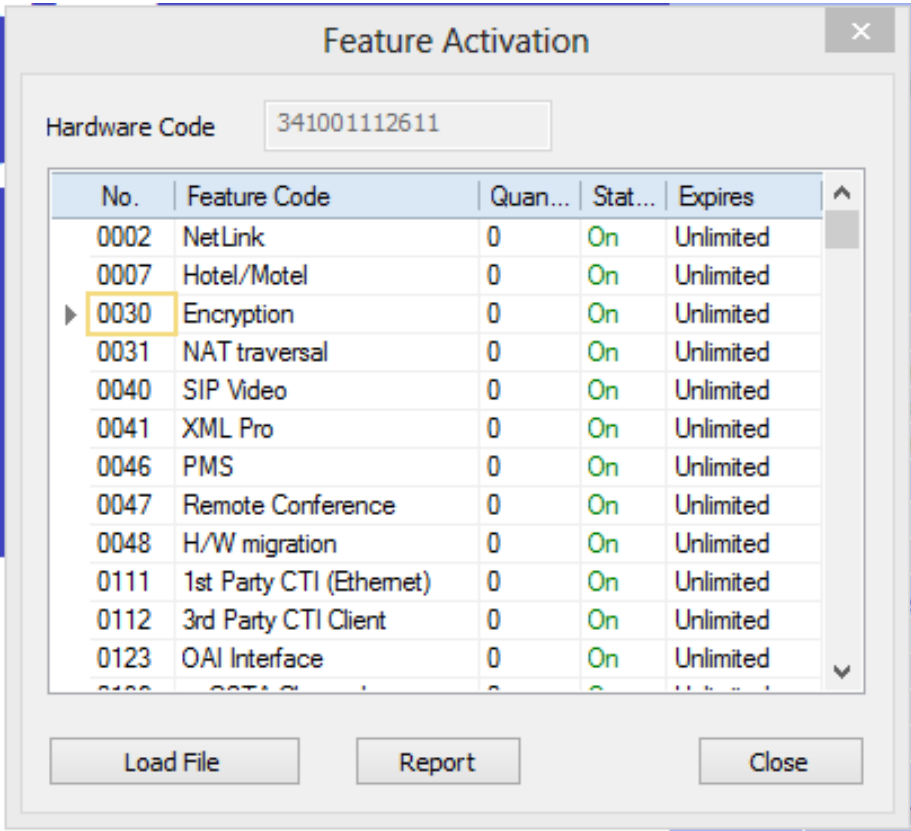 Feature Activation
Hardware Code 341001112611
No. Feature Code Quan... Stat... Expires
0002 NetLink 0 On Unlimited
0007 Hotel/Motel 0 On Unlimited
0030 Encryption 0 On Unlimited
0031 NAT traversal 0 On Unlimited
0040 SIP Video 0 On Unlimited
0041 XML Pro 0 On Unlimited
0046 PMS 0 On Unlimited
0047 Remote Conference 0 On Unlimited
0048 H/W migration 0 On Unlimited
0111 1st Party CTI (Ethernet) 0 On Unlimited
0112 3rd Party CTI Client 0 On Unlimited
0123 OAI Interface 0 On Unlimited
Load File Report Close